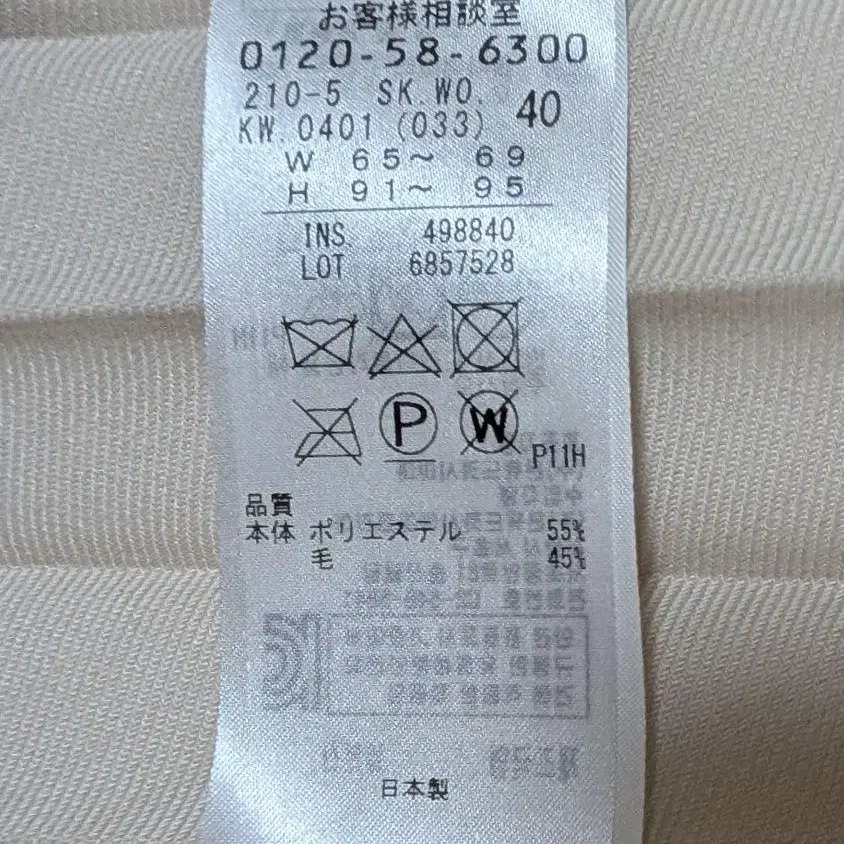 お客様相談室
0120-58-6300
210-5 SK.WO. 40
KW.0401 (033)
W 65～ 69
H 91～ 95
INS 498840
LOT 6857528
P
W
P11H
品質
本体 ポリエステル 55%
毛 45%
日本製